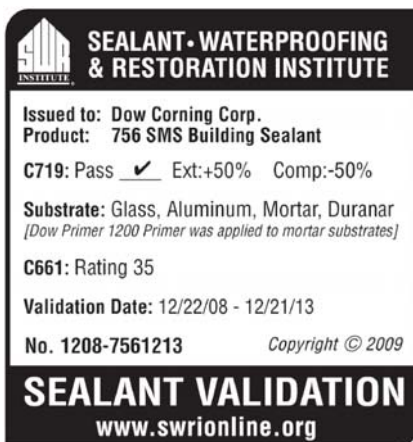 SWR
INSTITUTE®
SEALANT • WATERPROOFING
& RESTORATION INSTITUTE
Issued to: Dow Corning Corp.
Product: 756 SMS Building Sealant
C719: Pass ✔ Ext:+50% Comp:-50%
Substrate: Glass, Aluminum, Mortar, Duranar
[Dow Primer 1200 Primer was applied to mortar substrates]
C661: Rating 35
Validation Date: 12/22/08 - 12/21/13
No. 1208-7561213 Copyright © 2009
SEALANT VALIDATION
www.swrionline.org